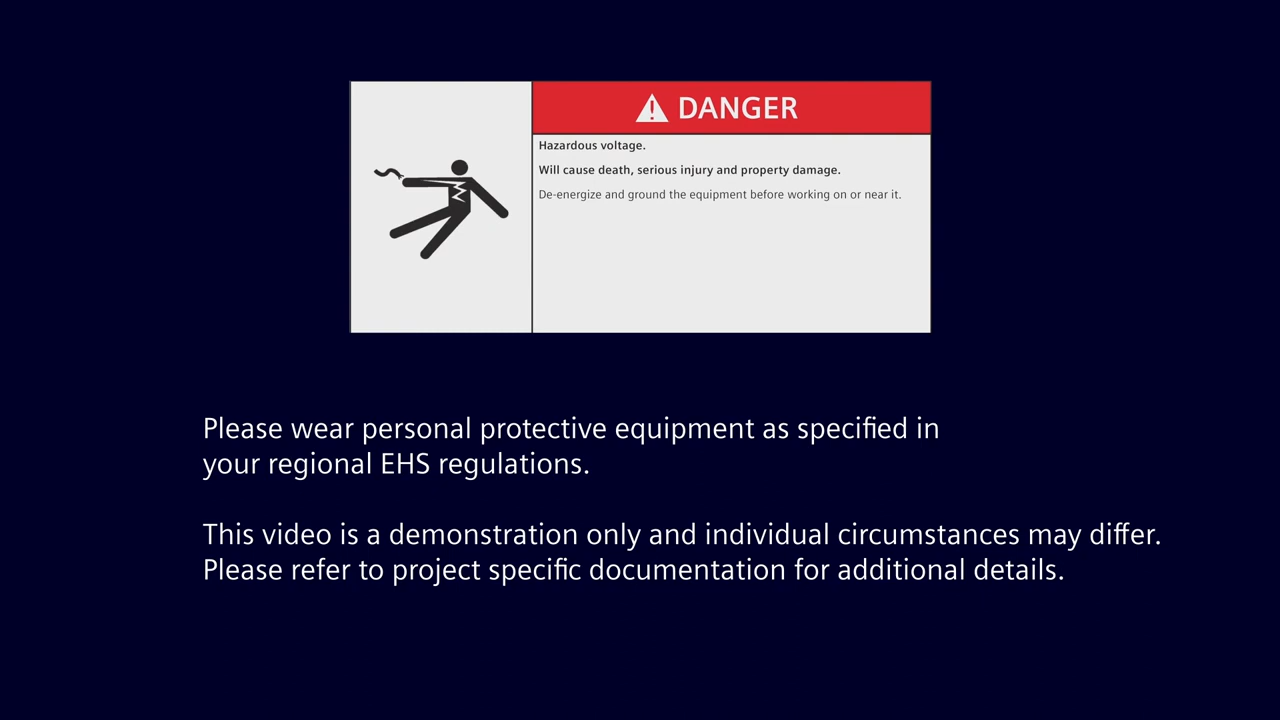 DANGER
Hazardous voltage.
Will cause death, serious injury and property damage.
De-energize and ground the equipment before working on or near it.
Please wear personal protective equipment as specified in
your regional EHS regulations.
This video is a demonstration only and individual circumstances may differ.
Please refer to project specific documentation for additional details.